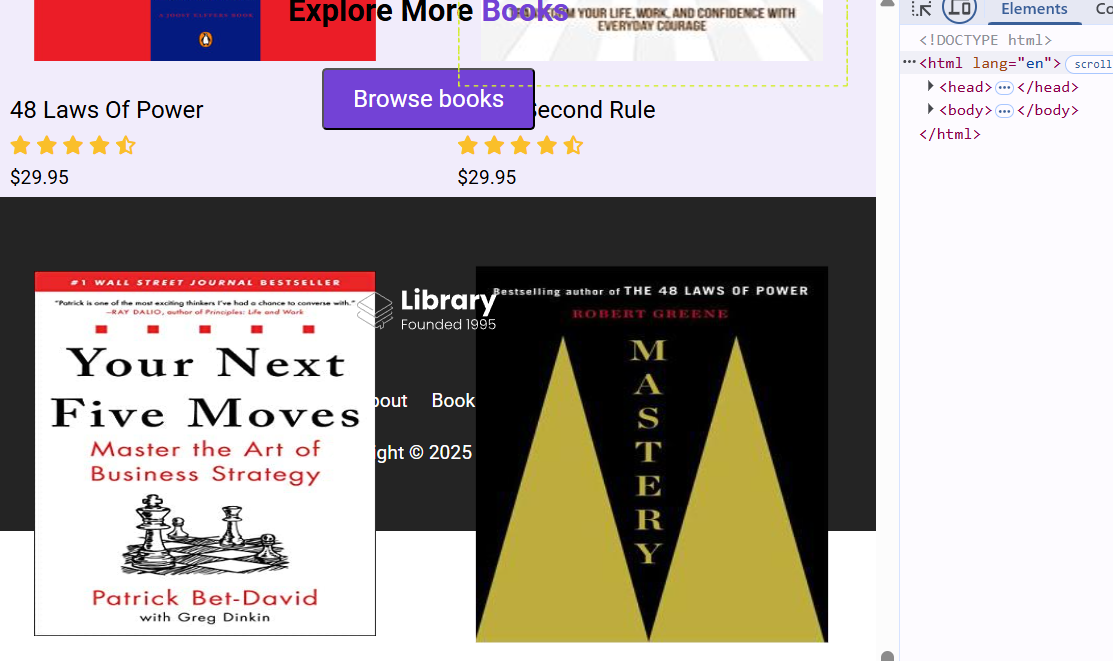 A JOOST ELFFERS BOOK
Explore More Books
YOUR LIFE, WORK, AND CONFIDENCE WITH
EVERYDAY COURAGE
Browse books
48 Laws Of Power
Second Rule
$29.95
$29.95
#1 WALL STREET JOURNAL BESTSELLER
"Patrick is one of the most exciting thinkers I've had a chance to converse with."
—RAY DALIO, author of Principles: Life and Work
Your Next
Five Moves
Master the Art of
Business Strategy
Patrick Bet-David
with Greg Dinkin
Library
Founded 1995
bout Book
ight © 2025
Bestselling author of THE 48 LAWS OF POWER
ROBERT GREENE
MASTERY
Elements
Co
<!DOCTYPE html>
<html lang="en"> scroll
<head> </head>
<body> </body>
</html>